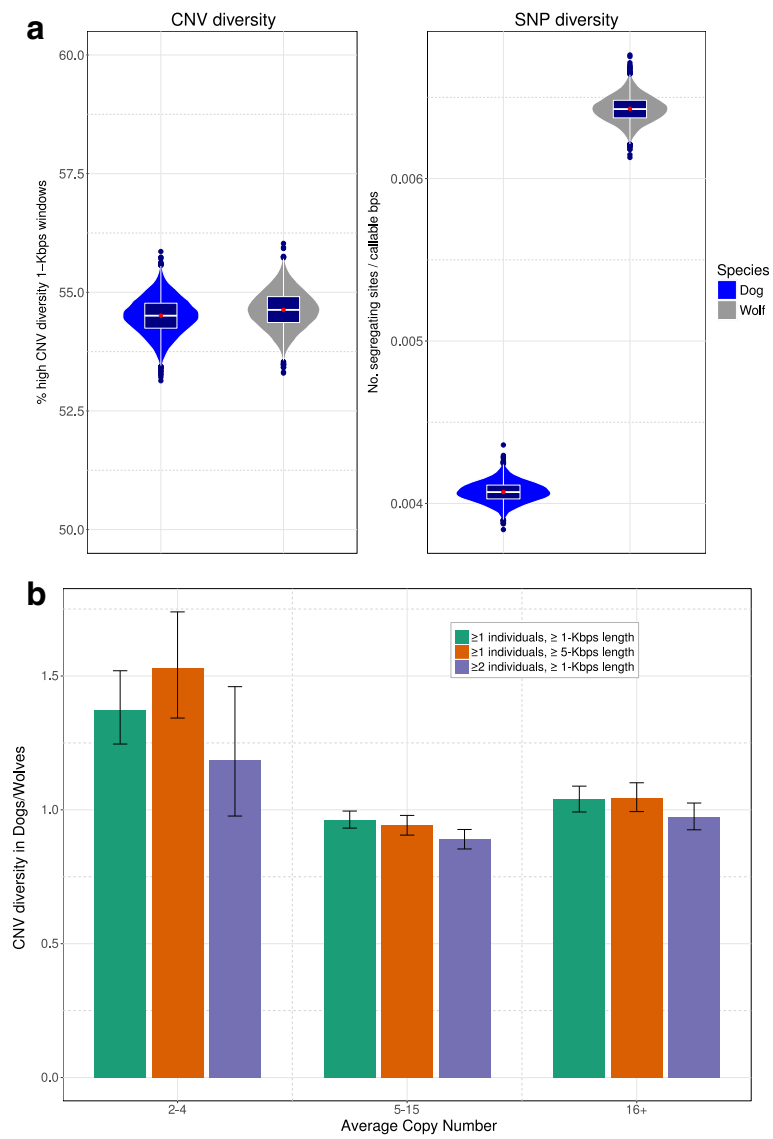 a
CNV diversity
SNP diversity
% high CNV diversity 1−Kbps windows
60.0
57.5
55.0
52.5
50.0
No. segregating sites / callable bps
0.006
0.005
0.004
Species
Dog
Wolf
b
CNV diversity in Dogs/Wolves
1.5
1.0
0.5
0.0
≥1 individuals, ≥ 1-Kbps length
≥1 individuals, ≥ 5-Kbps length
≥2 individuals, ≥ 1-Kbps length
2-4
5-15
16+
Average Copy Number